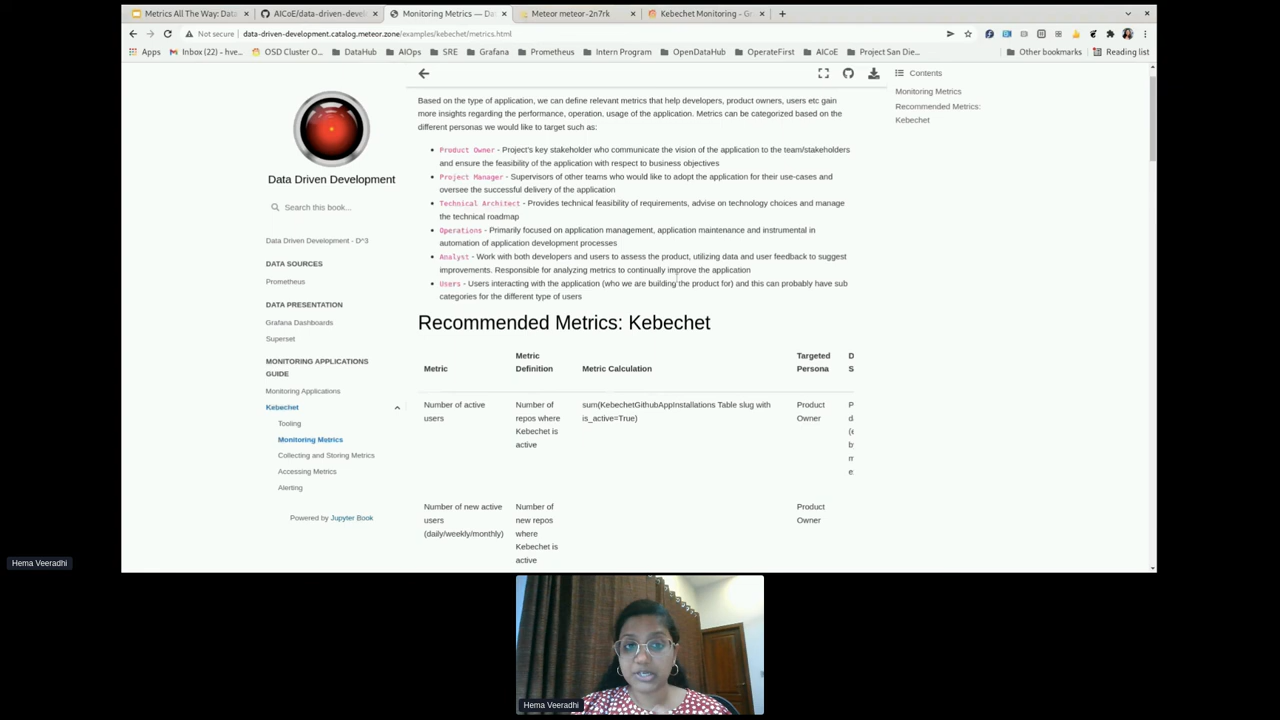 Metrics All The Way: Data
AICoE/data-driven-devel
Monitoring Metrics — Da
Meteor meteor-2n7rk
Kebechet Monitoring - Gr
Not secure
data-driven-development.catalog.meteor.zone/examples/kebechet/metrics.html
Apps
Inbox (22) - hve...
OSD Cluster O...
DataHub
AIOps
SRE
Grafana
Prometheus
Intern Program
OpenDataHub
OperateFirst
AICoE
Project San Die...
Other bookmarks
Reading list
Data Driven Development
Search this book...
Data Driven Development - D^3
DATA SOURCES
Prometheus
DATA PRESENTATION
Grafana Dashboards
Superset
MONITORING APPLICATIONS
GUIDE
Monitoring Applications
Kebechet
Tooling
Monitoring Metrics
Collecting and Storing Metrics
Accessing Metrics
Alerting
Powered by Jupyter Book
Based on the type of application, we can define relevant metrics that help developers, product owners, users etc gain
more insights regarding the performance, operation, usage of the application. Metrics can be categorized based on the
different personas we would like to target such as:
Product Owner - Project's key stakeholder who communicate the vision of the application to the team/stakeholders
and ensure the feasibility of the application with respect to business objectives
Project Manager - Supervisors of other teams who would like to adopt the application for their use-cases and
oversee the successful delivery of the application
Technical Architect - Provides technical feasibility of requirements, advise on technology choices and manage
the technical roadmap
Operations - Primarily focused on application management, application maintenance and instrumental in
automation of application development processes
Analyst - Work with both developers and users to assess the product, utilizing data and user feedback to suggest
improvements. Responsible for analyzing metrics to continually improve the application
Users - Users interacting with the application (who we are building the product for) and this can probably have sub
categories for the different type of users
Recommended Metrics: Kebechet
Metric
Metric
Definition
Metric Calculation
Targeted
Persona
D
S
Number of active
users
Number of
repos where
Kebechet is
active
sum(KebechetGithubAppInstallations Table slug with
is_active=True)
Product
Owner
Number of new active
users
(daily/weekly/monthly)
Number of
new repos
where
Kebechet is
active
Product
Owner
Contents
Monitoring Metrics
Recommended Metrics:
Kebechet
Hema Veeradhi
Hema Veeradhi